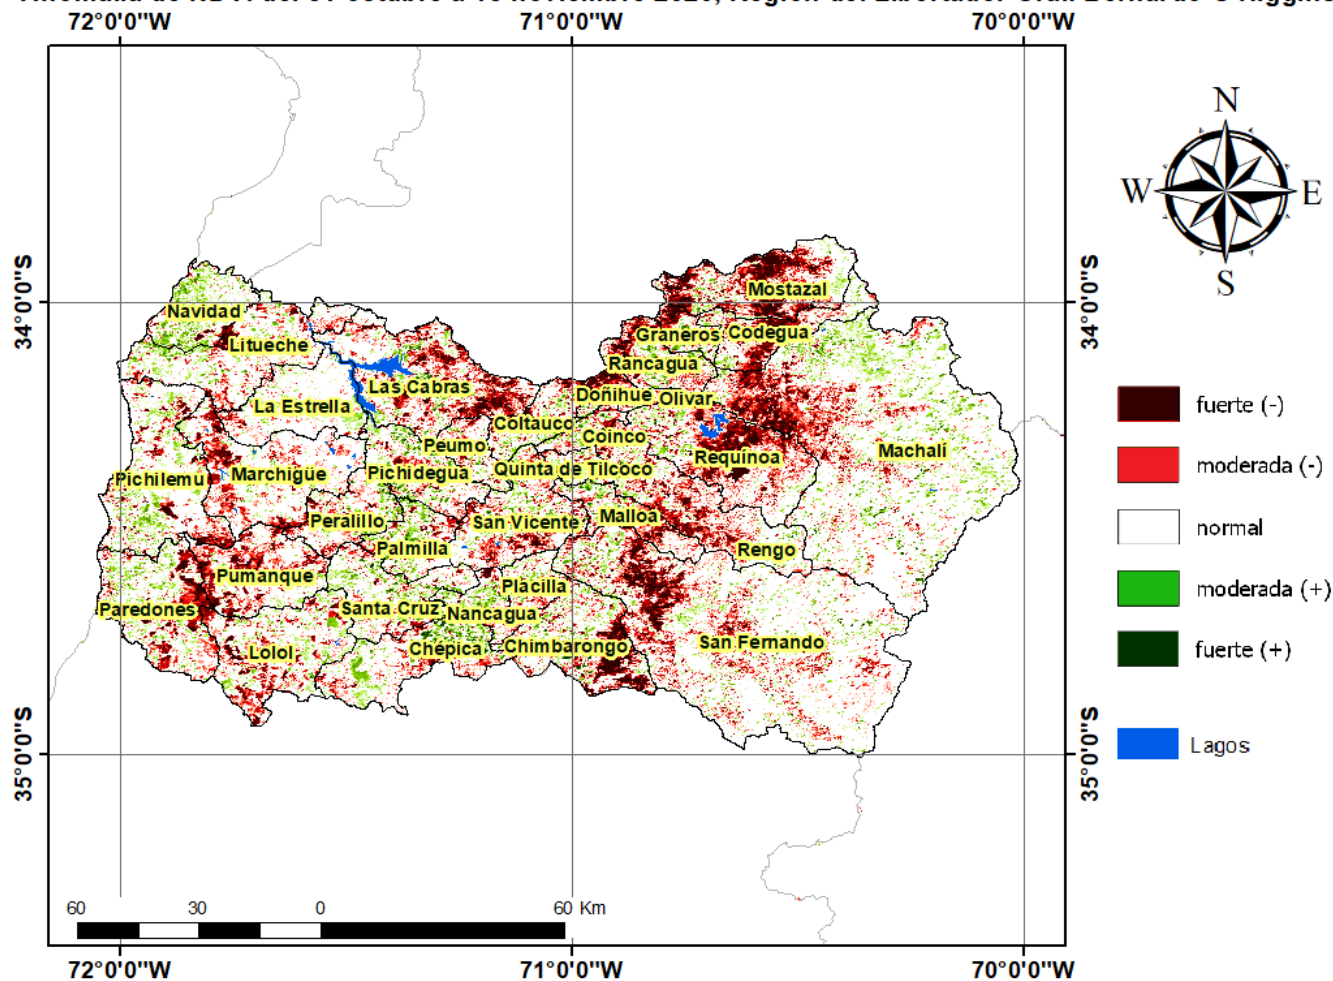 72°0'0"W 71°0'0"W 70°0'0"W
N
W E
S
34°0'0"S 34°0'0"S
Mostazal
Navidad
Graneros Codegua
Litueche
Rancagua
Las Cabras
Doñihue Olivar
fuerte (-)
La Estrella
Coltauco
Coinco
Peumo
Machalí
Requínoa
moderada (-)
Pichidegua Quinta de Tilcoco
Pichilemu Marchigüe
Peralillo San Vicente Malloa
normal
Palmilla Rengo
Pumanque
Placilla
moderada (+)
Paredones Santa Cruz Nancagua
San Fernando
Lolol Chépica Chimbarongo
fuerte (+)
35°0'0"S 35°0'0"S
Lagos
60 30 0 60 Km
72°0'0"W 71°0'0"W 70°0'0"W